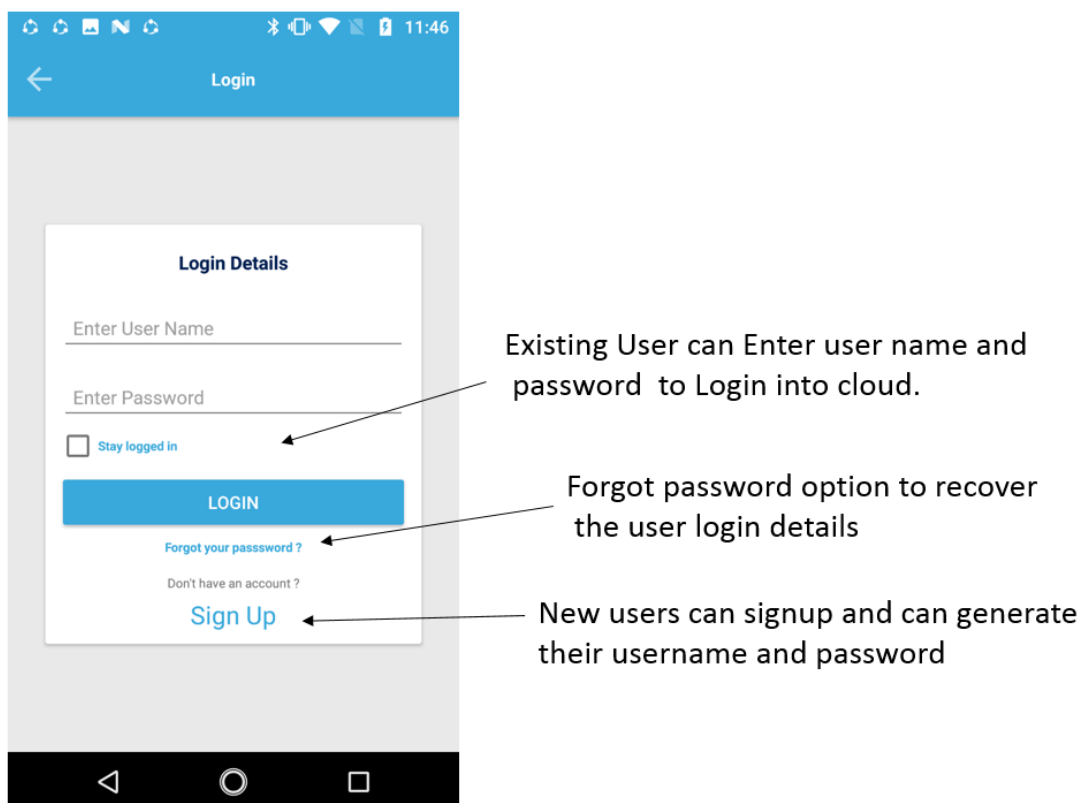 11:46
Login
Login Details
Enter User Name
Enter Password
Stay logged in
LOGIN
Forgot your passsword ?
Don't have an account ?
Sign Up
Existing User can Enter user name and
password to Login into cloud.
Forgot password option to recover
the user login details
New users can signup and can generate
their username and password